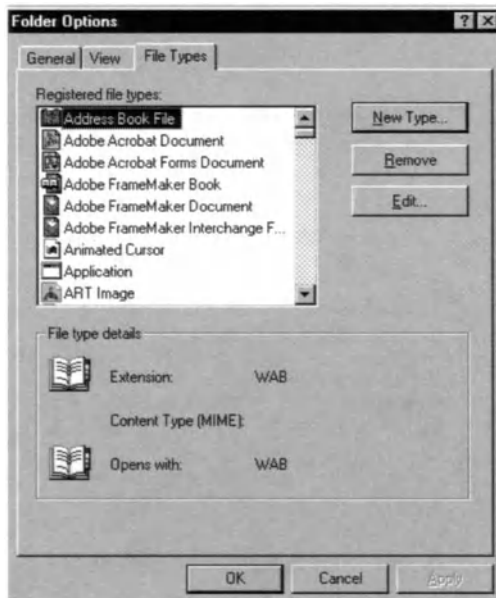 Folder Options
General View File Types
Registered file types:
Address Book File
Adobe Acrobat Document
Adobe Acrobat Forms Document
Adobe FrameMaker Book
Adobe FrameMaker Document
Adobe FrameMaker Interchange F...
Animated Cursor
Application
ART Image
New Type...
Remove
Edit...
File type details
Extension: WAB
Content Type (MIME):
Opens with: WAB
OK Cancel Apply